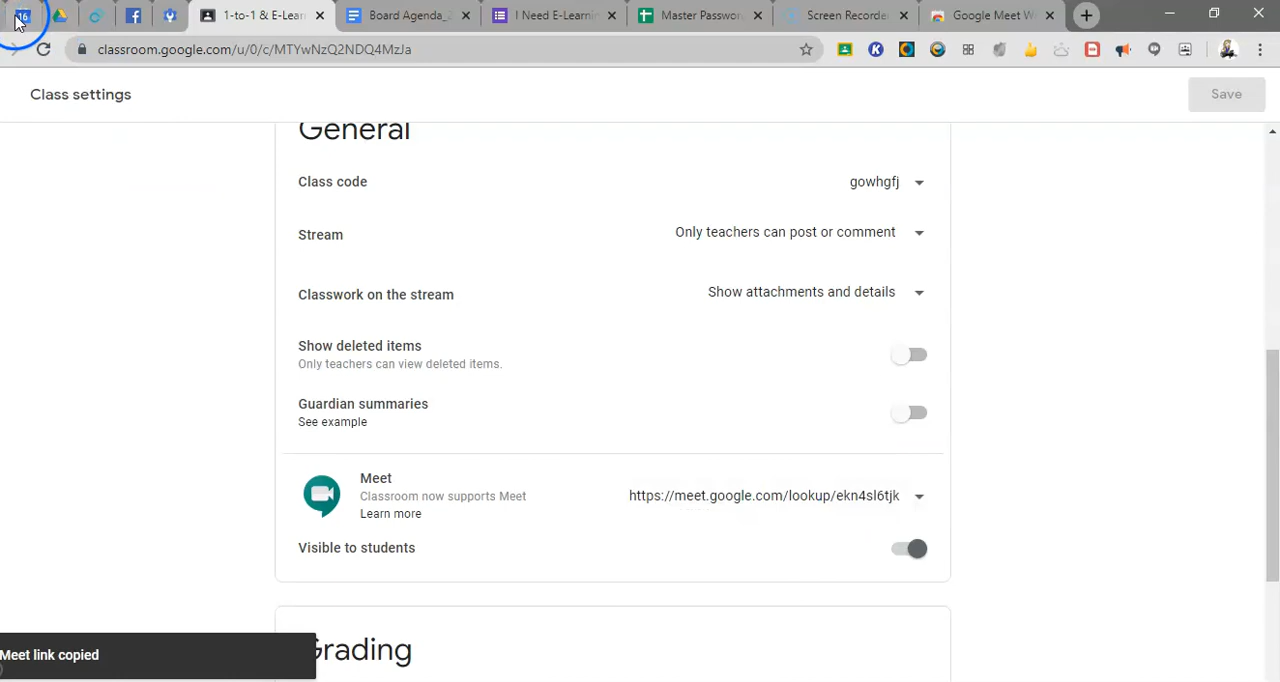 16 1-to-1 & E-Lear Board Agenda_2 I Need E-Learnin Master Passwor Screen Recorde Google Meet W
classroom.google.com/u/0/c/MTYwNzQ2NDQ4MzJa
Class settings Save
General
Class code gowhgfj
Stream Only teachers can post or comment
Classwork on the stream Show attachments and details
Show deleted items
Only teachers can view deleted items.
Guardian summaries
See example
Meet
Classroom now supports Meet https://meet.google.com/lookup/ekn4sl6tjk
Learn more
Visible to students
Meet link copied
Grading